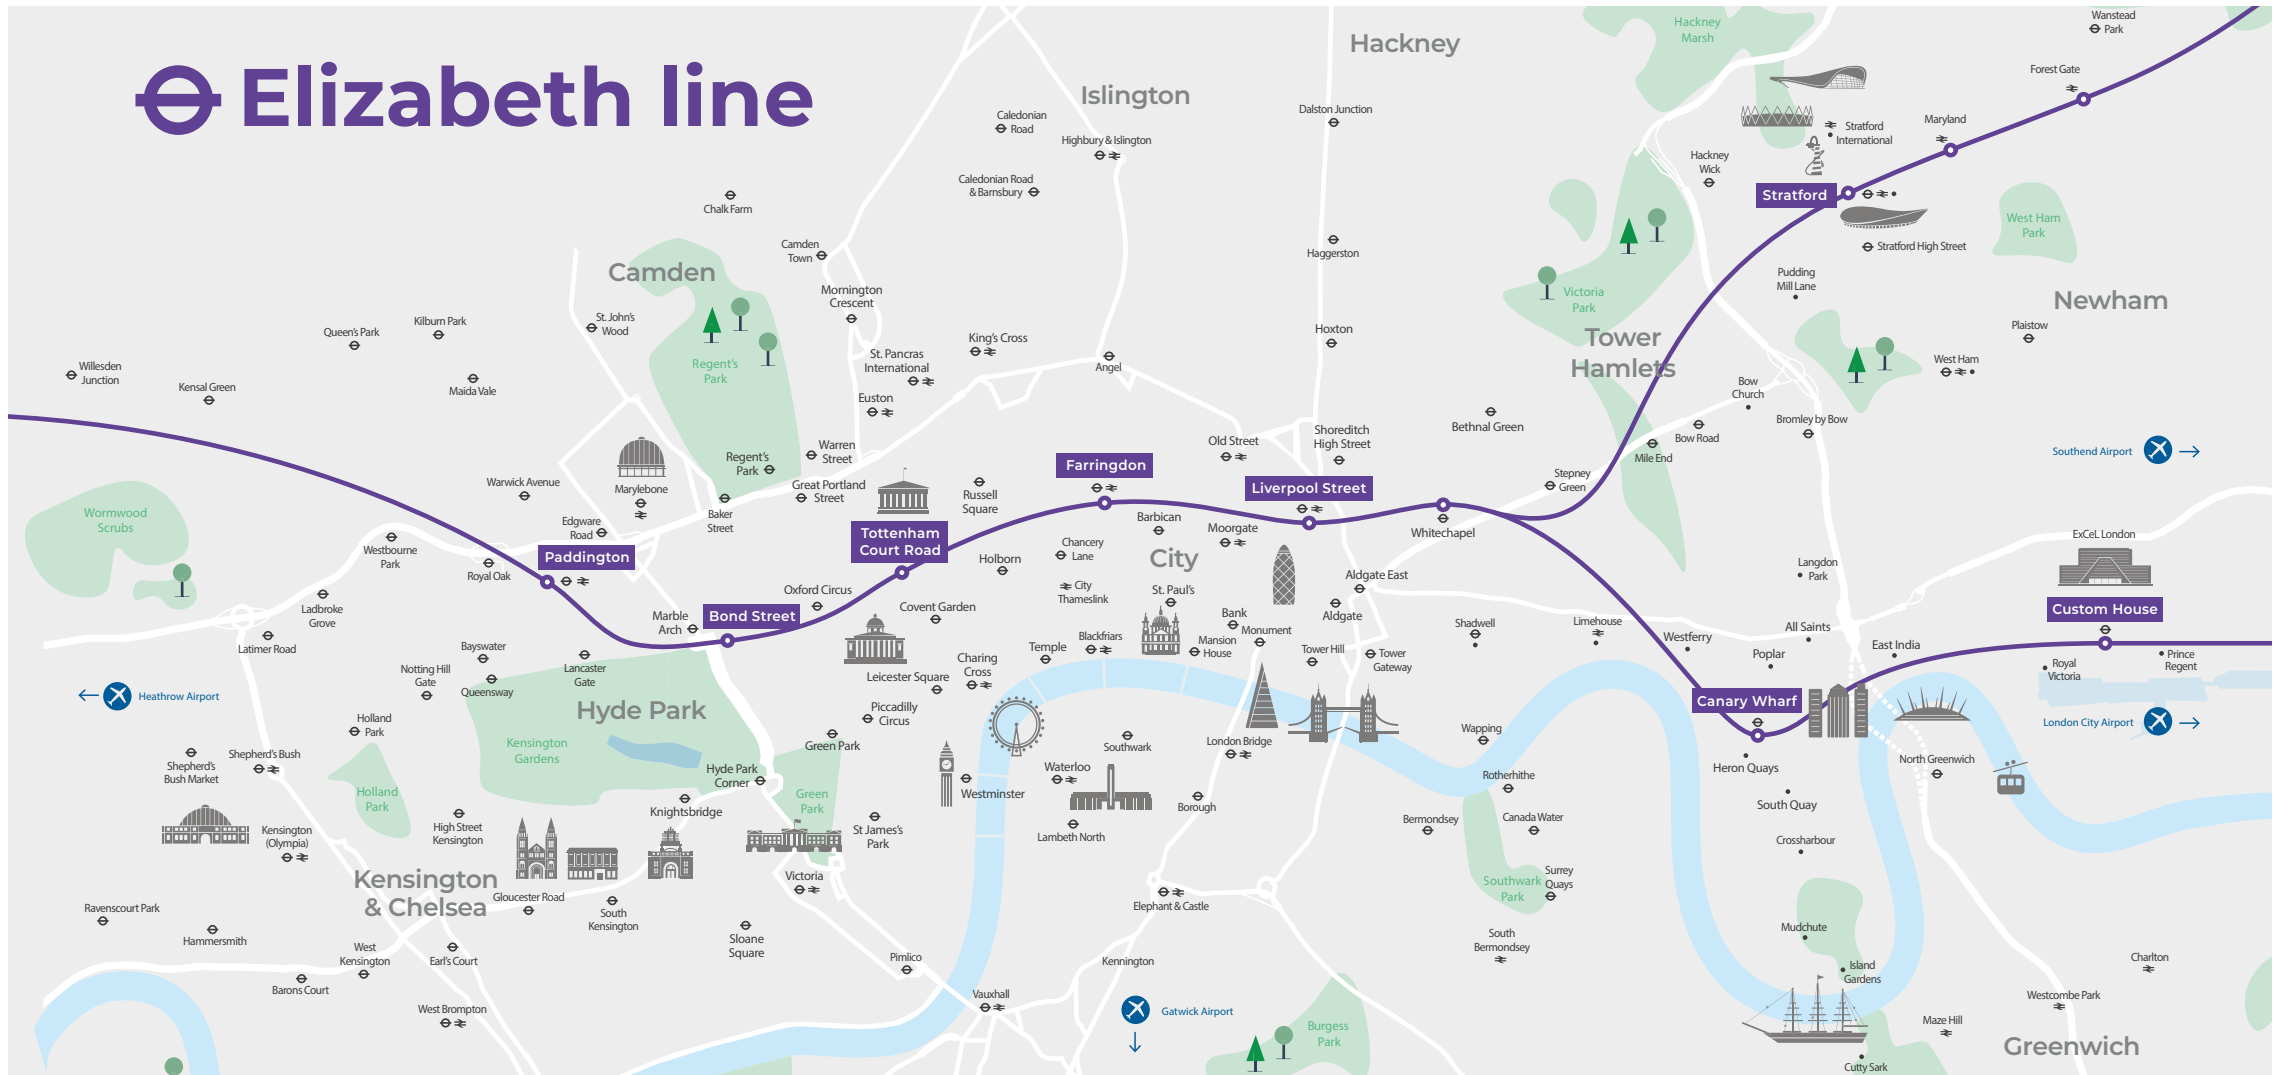 Elizabeth line
Hackney
Marsh
Wanstead
Park
Hackney
Forest Gate
Islington
Dalston Junction
Caledonian
Road
Highbury & Islington
Stratford
International
Maryland
Hackney
Wick
Caledonian Road
& Barnsbury
Chalk Farm
Stratford
West Ham
Park
Stratford High Street
Camden
Town
Haggerston
Camden
Pudding
Mill Lane
Mornington
Crescent
Victoria
Park
Newham
St. John's
Wood
Kilburn Park
Queen's Park
Hoxton
Tower
Hamlets
Plaistow
King's Cross
St. Pancras
International
Angel
West Ham
Regent's
Park
Willesden
Junction
Kensal Green
Maida Vale
Bow
Church
Euston
Bromley by Bow
Bethnal Green
Bow Road
Shoreditch
High Street
Old Street
Warren
Street
Regent's
Park
Farringdon
Mile End
Southend Airport
Warwick Avenue
Marylebone
Great Portland
Street
Russell
Square
Liverpool Street
Stepney
Green
Wormwood
Scrubs
Baker
Street
Edgware
Road
Barbican
Moorgate
Whitechapel
Tottenham
Court Road
ExCeL London
Westbourne
Park
Royal Oak
Paddington
Holborn
Chancery
Lane
City
City
Thameslink
St. Paul's
Aldgate East
Langdon
Park
Ladbroke
Grove
Oxford Circus
Covent Garden
Bond Street
Marble
Arch
Bank
Aldgate
Custom House
Latimer Road
Monument
Mansion
House
Blackfriars
Temple
Shadwell
Limehouse
Westferry
All Saints
East India
Bayswater
Queensway
Lancaster
Gate
Notting Hill
Gate
Charing
Cross
Leicester Square
Tower Hill
Tower
Gateway
Poplar
Royal
Victoria
Prince
Regent
Heathrow Airport
Hyde Park
Piccadilly
Circus
Canary Wharf
London City Airport
Holland
Park
Kensington
Gardens
Green Park
Southwark
London Bridge
Wapping
Shepherd's
Bush Market
Shepherd's Bush
Hyde Park
Corner
Waterloo
Westminster
Rotherhithe
Heron Quays
North Greenwich
Holland
Park
Green
Park
Knightsbridge
Borough
South Quay
High Street
Kensington
Kensington
(Olympia)
St James's
Park
Lambeth North
Bermondsey
Canada Water
Crossharbour
Kensington
& Chelsea
Victoria
Surrey
Quays
Southwark
Park
Gloucester Road
South
Kensington
Elephant & Castle
Ravenscourt Park
Hammersmith
Sloane
Square
South
Bermondsey
Mudchute
West
Kensington
Earl's Court
Pimlico
Kennington
Island
Gardens
Charlton
Barons Court
Vauxhall
Westcombe Park
West Brompton
Gatwick Airport
Burgess
Park
Maze Hill
Greenwich
Cutty Sark